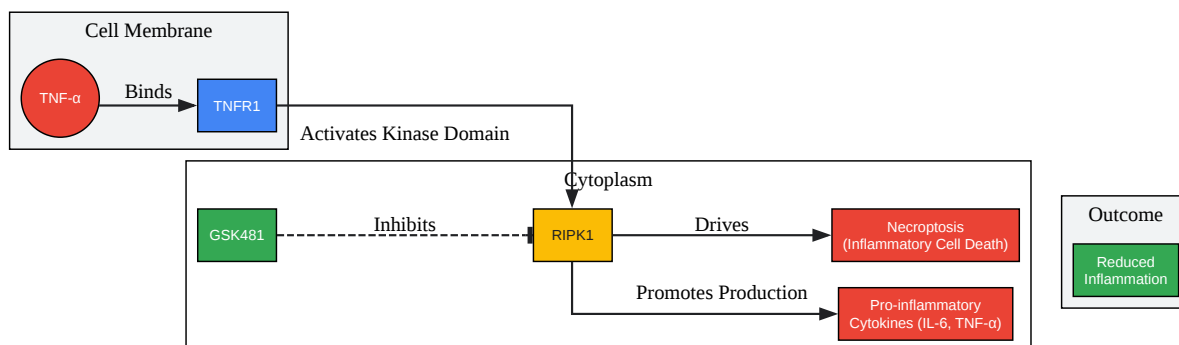 Cell Membrane
TNF-α
Binds
TNFR1
Activates Kinase Domain
Cytoplasm
GSK481
Inhibits
RIPK1
Drives
Necroptosis
(Inflammatory Cell Death)
Promotes Production
Pro-inflammatory
Cytokines (IL-6, TNF-α)
Outcome
Reduced
Inflammation